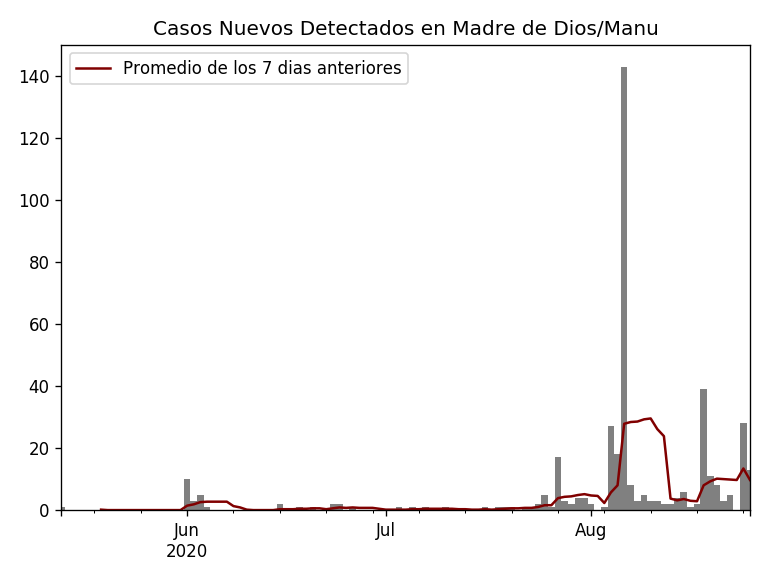 Casos Nuevos Detectados en Madre de Dios/Manu
Promedio de los 7 dias anteriores
140
120
100
80
60
40
20
0
Jun
2020
Jul
Aug